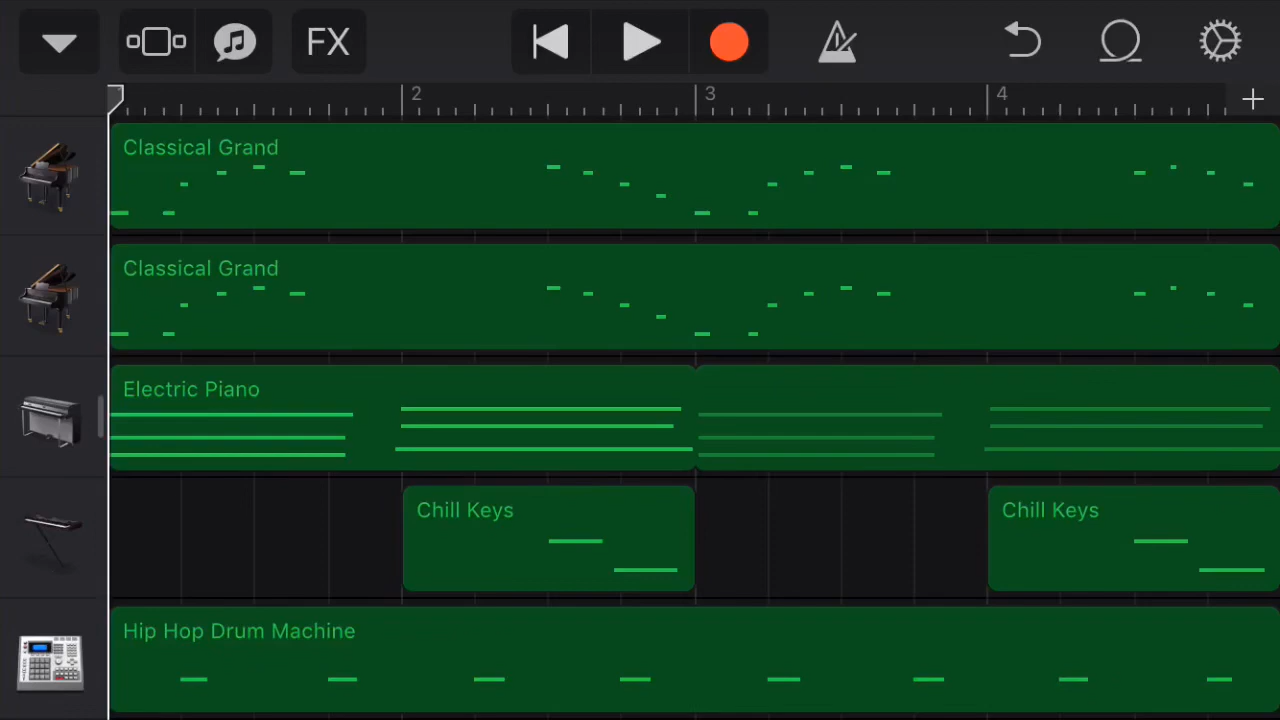 FX
2
3
4
Classical Grand
Classical Grand
Electric Piano
Chill Keys
Chill Keys
Hip Hop Drum Machine